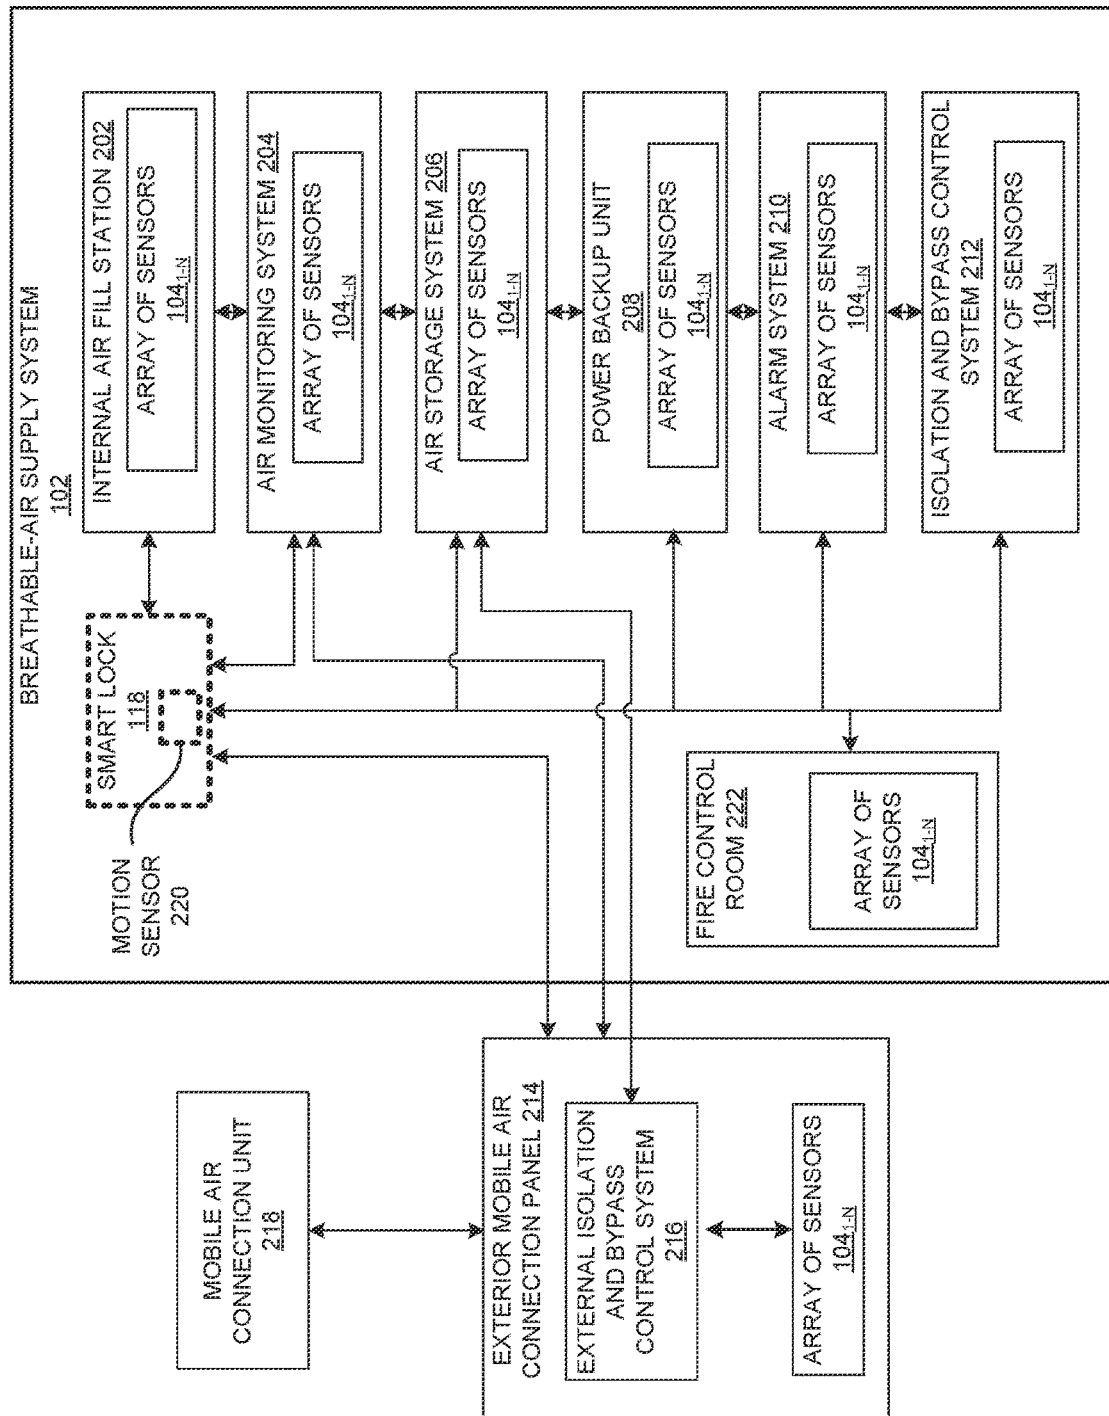 BREATHABLE-AIR SUPPLY SYSTEM
102
SMART LOCK
118
MOTION
SENSOR
220
INTERNAL AIR FILL STATION 202
ARRAY OF SENSORS
104₁₋N
AIR MONITORING SYSTEM 204
ARRAY OF SENSORS
104₁₋N
AIR STORAGE SYSTEM 206
ARRAY OF SENSORS
104₁₋N
POWER BACKUP UNIT
208
ARRAY OF SENSORS
104₁₋N
ALARM SYSTEM 210
ARRAY OF SENSORS
104₁₋N
ISOLATION AND BYPASS CONTROL
SYSTEM 212
ARRAY OF SENSORS
104₁₋N
FIRE CONTROL
ROOM 222
ARRAY OF
SENSORS
104₁₋N
MOBILE AIR
CONNECTION UNIT
218
EXTERIOR MOBILE AIR
CONNECTION PANEL 214
EXTERNAL ISOLATION
AND BYPASS
CONTROL SYSTEM
216
ARRAY OF SENSORS
104₁₋N